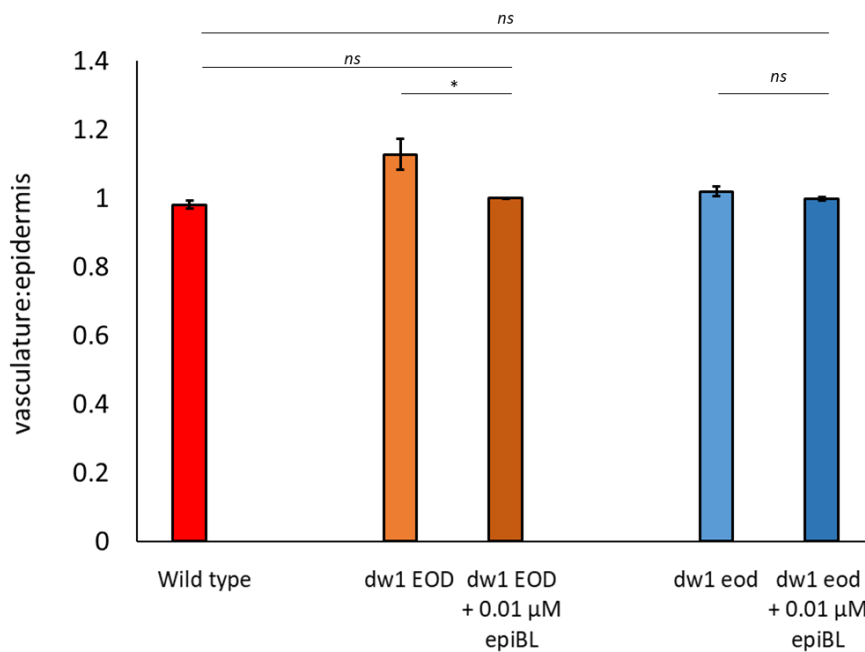 ns
ns
*
ns
1.4
1.2
1
0.8
0.6
0.4
0.2
0
vasculature:epidermis
Wild type
dw1 EOD
dw1 EOD
+ 0.01 µM
epiBL
dw1 eod
dw1 eod
+ 0.01 µM
epiBL